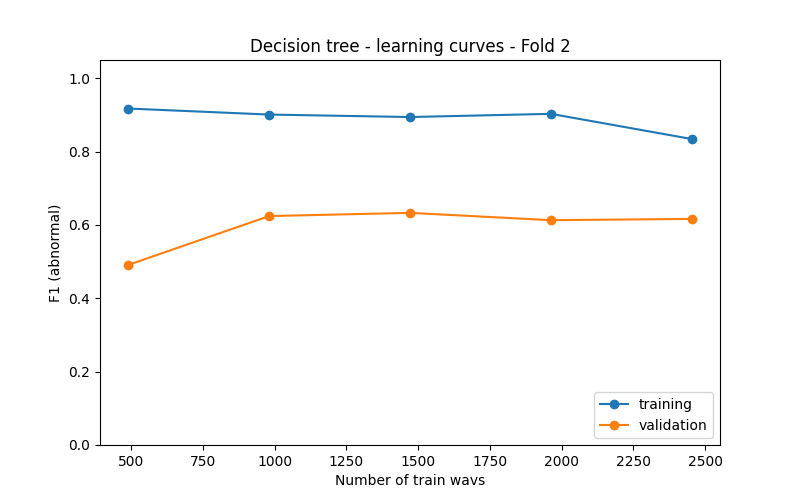 Decision tree - learning curves - Fold 2
F1 (abnormal)
1.0
0.8
0.6
0.4
0.2
0.0
500 750 1000 1250 1500 1750 2000 2250 2500
Number of train wavs
training
validation